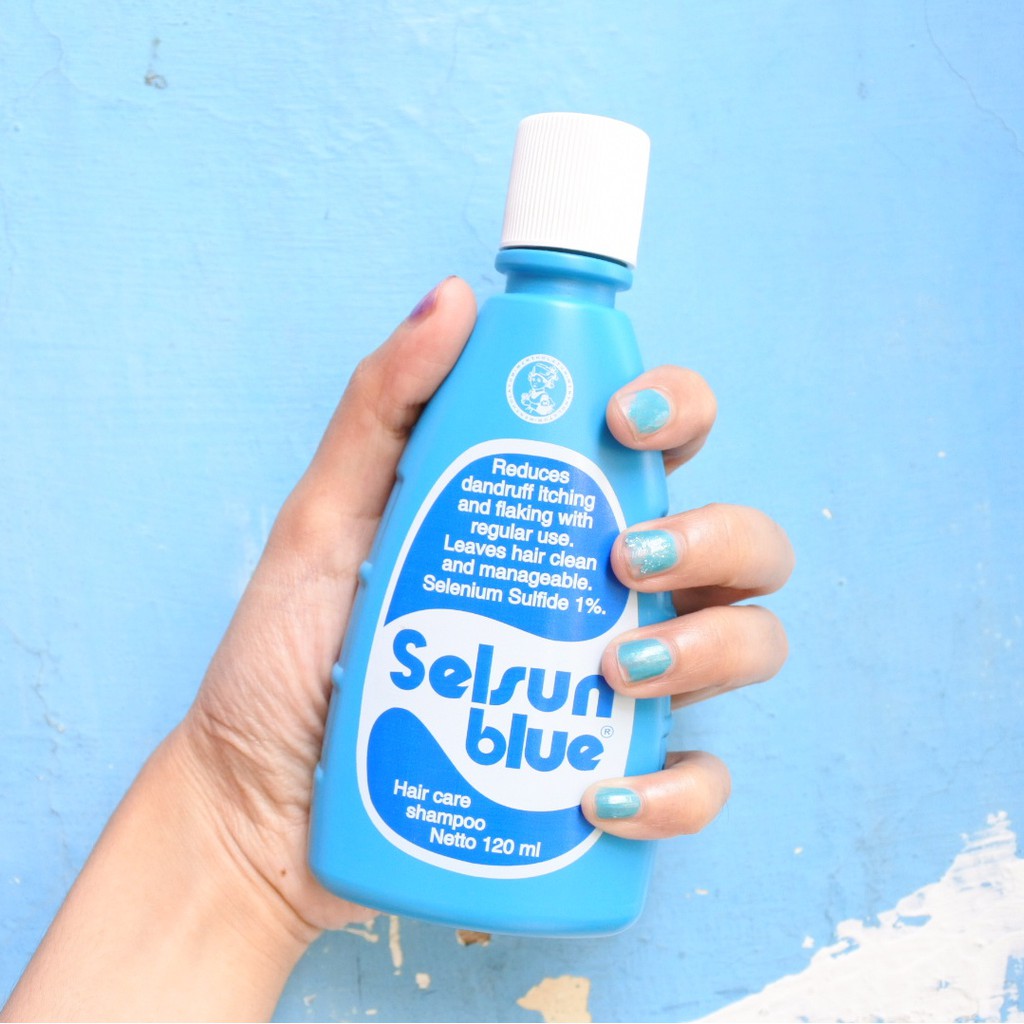 Reduces
dandruff itching
and flaking with
regular use.
Leaves hair clean
and manageable.
Selenium Sulfide 1%.
Selsun
blue®
Hair care
shampoo
Netto 120 ml